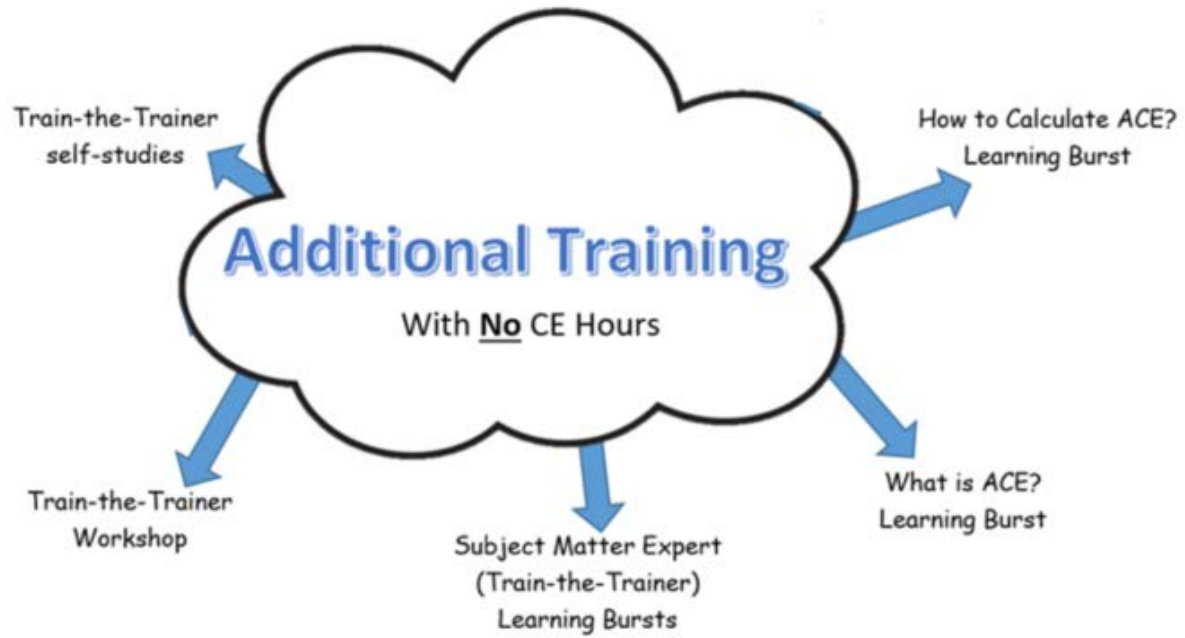 Train-the-Trainer
self-studies
How to Calculate ACE?
Learning Burst
Additional Training
With No CE Hours
Train-the-Trainer
Workshop
What is ACE?
Learning Burst
Subject Matter Expert
(Train-the-Trainer)
Learning Bursts